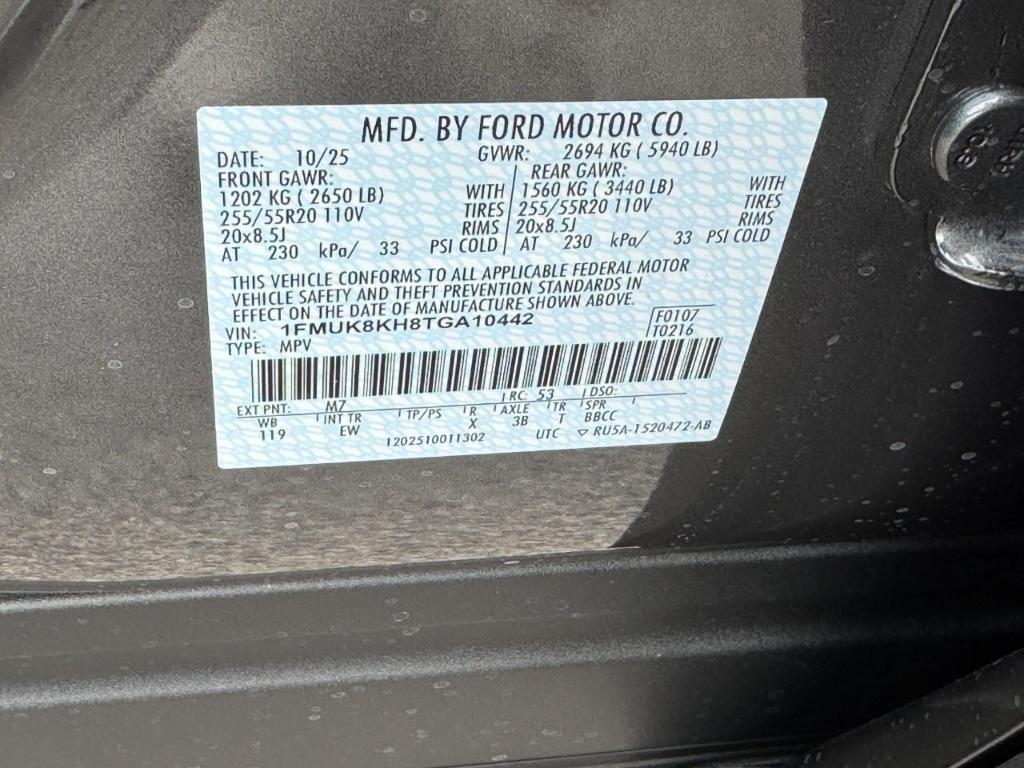 MFD. BY FORD MOTOR CO.
DATE: 10/25 GVWR: 2694 KG ( 5940 LB)
FRONT GAWR: REAR GAWR:
1202 KG ( 2650 LB) WITH 1560 KG ( 3440 LB) WITH
255/55R20 110V TIRES 255/55R20 110V TIRES
20x8.5J RIMS 20x8.5J RIMS
AT 230 kPa/ 33 PSI COLD AT 230 kPa/ 33 PSI COLD
THIS VEHICLE CONFORMS TO ALL APPLICABLE FEDERAL MOTOR
VEHICLE SAFETY AND THEFT PREVENTION STANDARDS IN
EFFECT ON THE DATE OF MANUFACTURE SHOWN ABOVE.
VIN: 1FMUK8KH8TGA10442 F0107
TYPE: MPV T0216
EXT PNT: M7 RC: 53 DSO:
WB INT TR TP/PS R AXLE TR SPR
119 EW X 3B T BBCC
1202510011302 UTC ▽ RU5A-1520472-AB